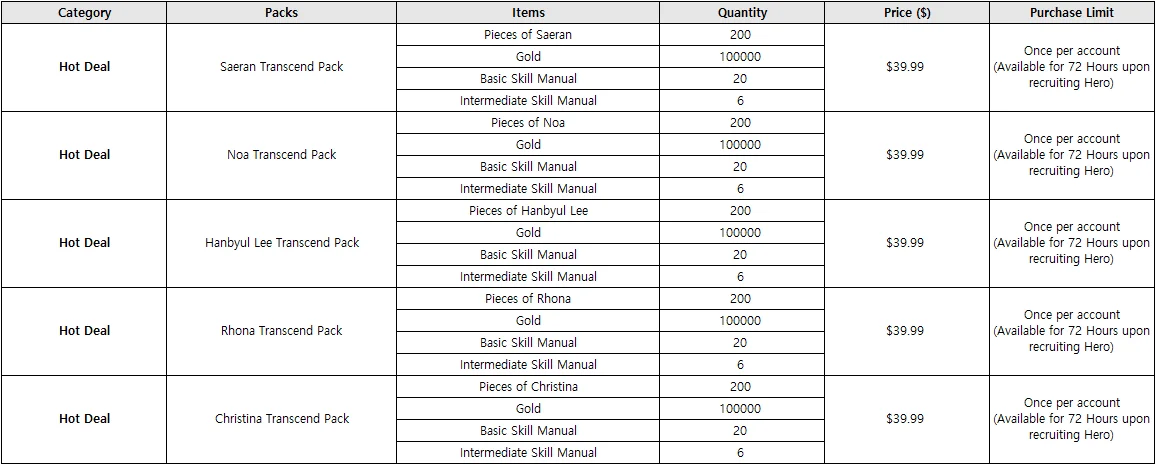 Category Packs Items Quantity Price ($) Purchase Limit
Hot Deal
Saeran Transcend Pack
Pieces of Saeran 200
Gold 100000
Basic Skill Manual 20
Intermediate Skill Manual 6
$39.99
Once per account
(Available for 72 Hours upon
recruiting Hero)
Hot Deal
Noa Transcend Pack
Pieces of Noa 200
Gold 100000
Basic Skill Manual 20
Intermediate Skill Manual 6
$39.99
Once per account
(Available for 72 Hours upon
recruiting Hero)
Hot Deal
Hanbyul Lee Transcend Pack
Pieces of Hanbyul Lee 200
Gold 100000
Basic Skill Manual 20
Intermediate Skill Manual 6
$39.99
Once per account
(Available for 72 Hours upon
recruiting Hero)
Hot Deal
Rhona Transcend Pack
Pieces of Rhona 200
Gold 100000
Basic Skill Manual 20
Intermediate Skill Manual 6
$39.99
Once per account
(Available for 72 Hours upon
recruiting Hero)
Hot Deal
Christina Transcend Pack
Pieces of Christina 200
Gold 100000
Basic Skill Manual 20
Intermediate Skill Manual 6
$39.99
Once per account
(Available for 72 Hours upon
recruiting Hero)